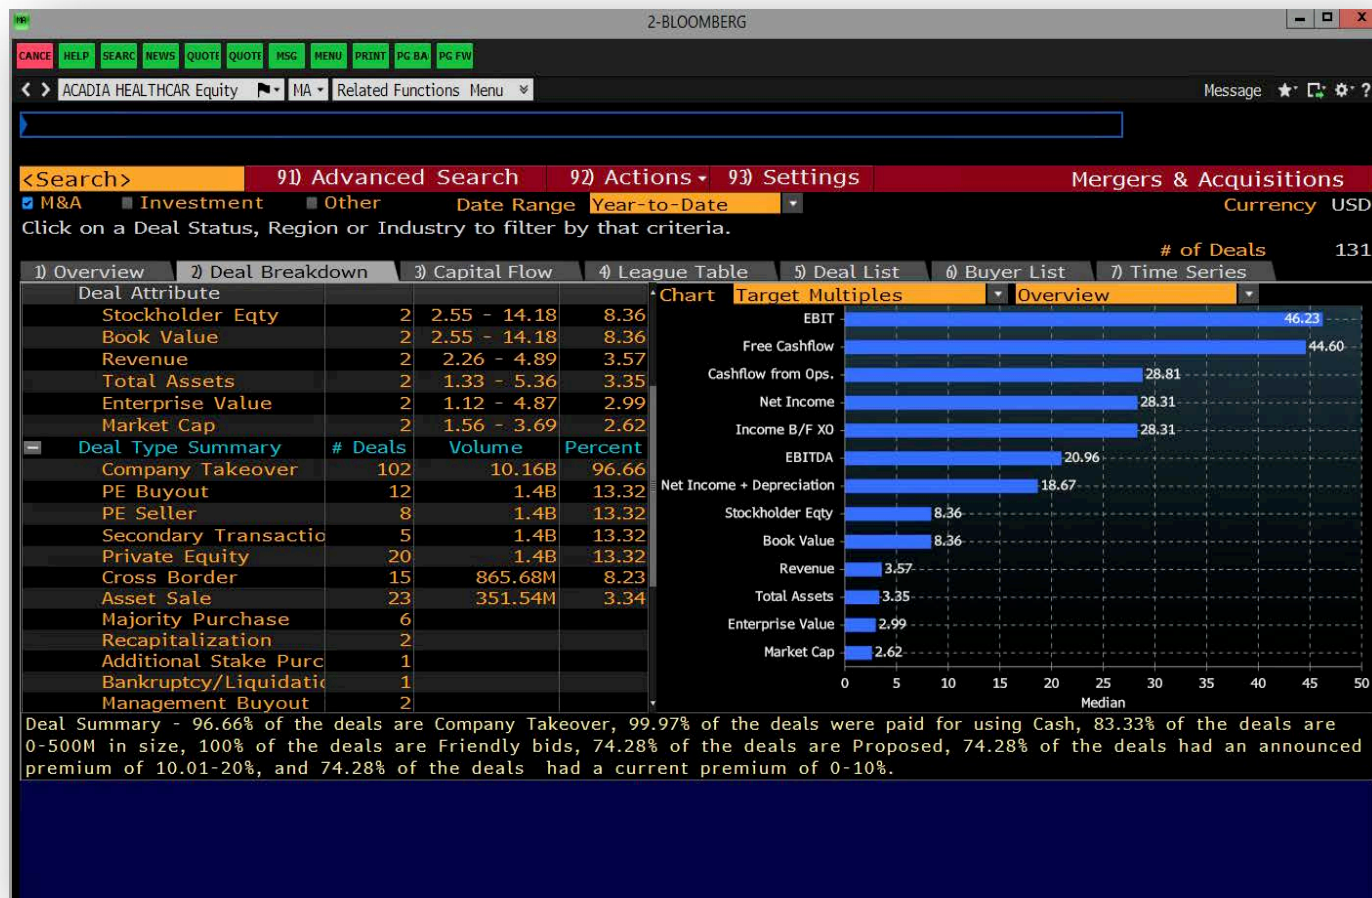 2-BLOOMBERG
CANCE HELP SEARC NEWS QUOTE QUOTE MSG MENU PRINT PG BA PG FW
ACADIA HEALTHCAR Equity MA Related Functions Menu Message
<Search> 91) Advanced Search 92) Actions 93) Settings Mergers & Acquisitions
M&A Investment Other Date Range Year-to-Date Currency USD
Click on a Deal Status, Region or Industry to filter by that criteria.
# of Deals 131
1) Overview 2) Deal Breakdown 3) Capital Flow 4) League Table 5) Deal List 6) Buyer List 7) Time Series
Deal Attribute
Stockholder Eqty 2 2.55 - 14.18 8.36
Book Value 2 2.55 - 14.18 8.36
Revenue 2 2.26 - 4.89 3.57
Total Assets 2 1.33 - 5.36 3.35
Enterprise Value 2 1.12 - 4.87 2.99
Market Cap 2 1.56 - 3.69 2.62
Deal Type Summary # Deals Volume Percent
Company Takeover 102 10.16B 96.66
PE Buyout 12 1.4B 13.32
PE Seller 8 1.4B 13.32
Secondary Transactio 5 1.4B 13.32
Private Equity 20 1.4B 13.32
Cross Border 15 865.68M 8.23
Asset Sale 23 351.54M 3.34
Majority Purchase 6
Recapitalization 2
Additional Stake Purc 1
Bankruptcy/Liquidatic 1
Management Buyout 2
Chart Target Multiples Overview
EBIT 46.23
Free Cashflow 44.60
Cashflow from Ops. 28.81
Net Income 28.31
Income B/F XO 28.31
EBITDA 20.96
Net Income + Depreciation 18.67
Stockholder Eqty 8.36
Book Value 8.36
Revenue 3.57
Total Assets 3.35
Enterprise Value 2.99
Market Cap 2.62
0 5 10 15 20 25 30 35 40 45 50
Median
Deal Summary - 96.66% of the deals are Company Takeover, 99.97% of the deals were paid for using Cash, 83.33% of the deals are
0-500M in size, 100% of the deals are Friendly bids, 74.28% of the deals are Proposed, 74.28% of the deals had an announced
premium of 10.01-20%, and 74.28% of the deals had a current premium of 0-10%.